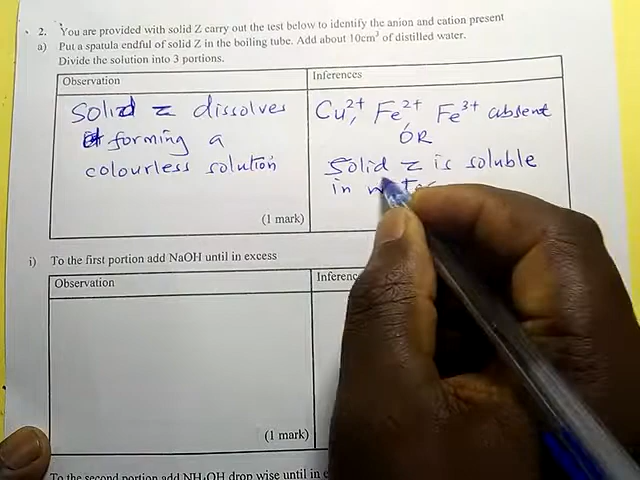 2. You are provided with solid Z carry out the test below to identify the anion and cation present
a) Put a spatula endful of solid Z in the boiling tube. Add about 10cm³ of distilled water.
Divide the solution into 3 portions.
Observation
Inferences
Solid Z dissolves
forming a
colourless solution
(1 mark)
Cu²⁺, Fe²⁺, Fe³⁺ absent
OR
Solid Z is soluble
in water
i) To the first portion add NaOH until in excess
Observation
Inferenc
(1 mark)
To the second portion add NH₄OH drop wise until in e